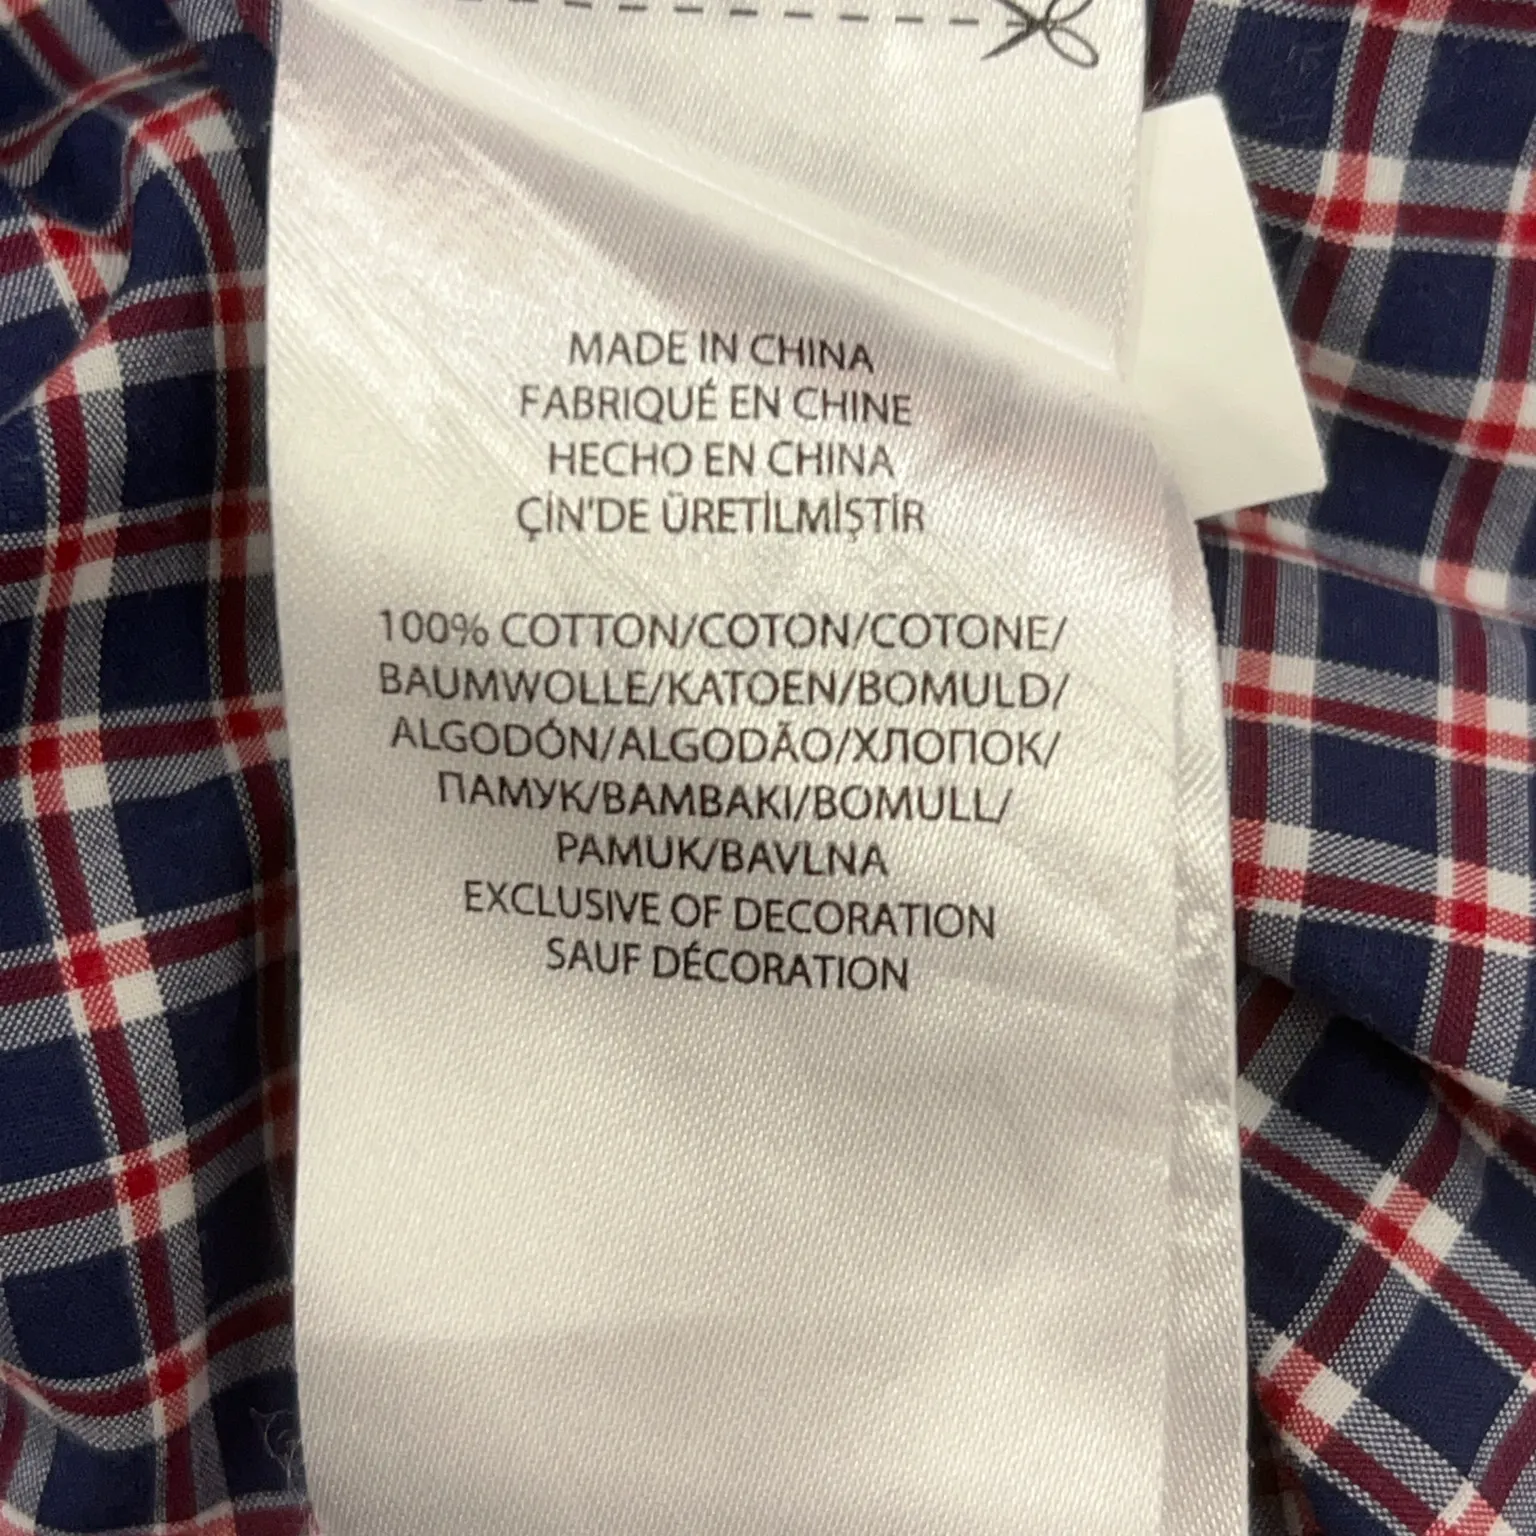 MADE IN CHINA
FABRIQUÉ EN CHINE
HECHO EN CHINA
ÇİN'DE ÜRETİLMİŞTİR
100% COTTON/COTON/COTONE/
BAUMWOLLE/KATOEN/BOMULD/
ALGODÓN/ALGODÃO/ХЛОПОК/
ПАМУК/BAMBAKI/BOMULL/
PAMUK/BAVLNA
EXCLUSIVE OF DECORATION
SAUF DÉCORATION